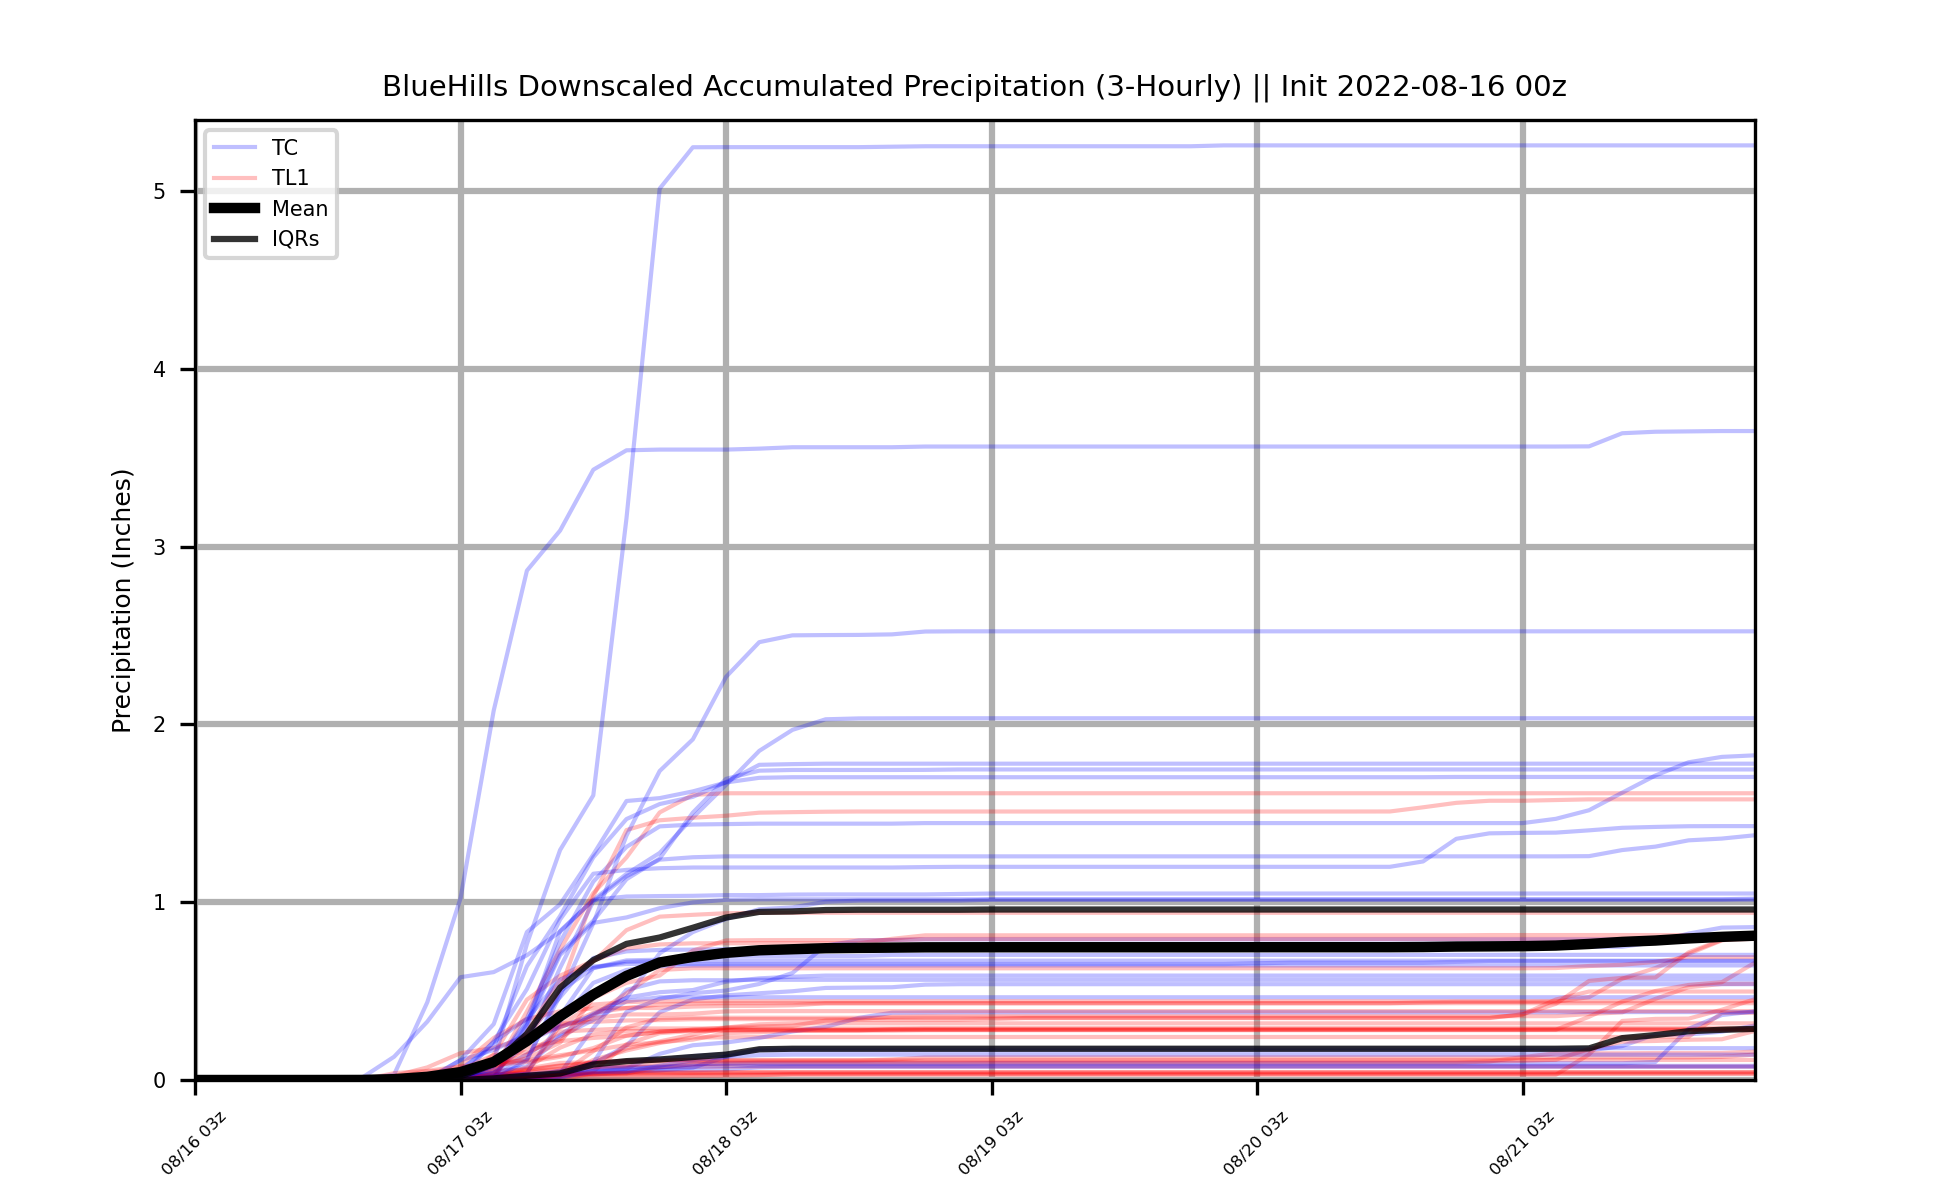 BlueHills Downscaled Accumulated Precipitation (3-Hourly) || Init 2022-08-16 00z
TC
TL1
Mean
IQRs
Precipitation (Inches)
5
4
3
2
1
0
08/16 03z
08/17 03z
08/18 03z
08/19 03z
08/20 03z
08/21 03z